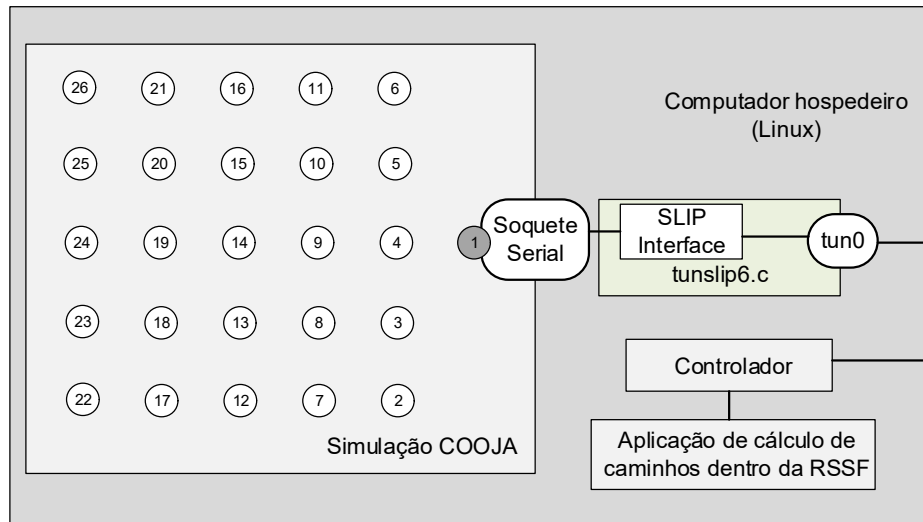 26 21 16 11 6
25 20 15 10 5
24 19 14 9 4 1
23 18 13 8 3
22 17 12 7 2
Simulação COOJA
Soquete
Serial
Computador hospedeiro
(Linux)
SLIP
Interface
tunslip6.c
tun0
Controlador
Aplicação de cálculo de
caminhos dentro da RSSF